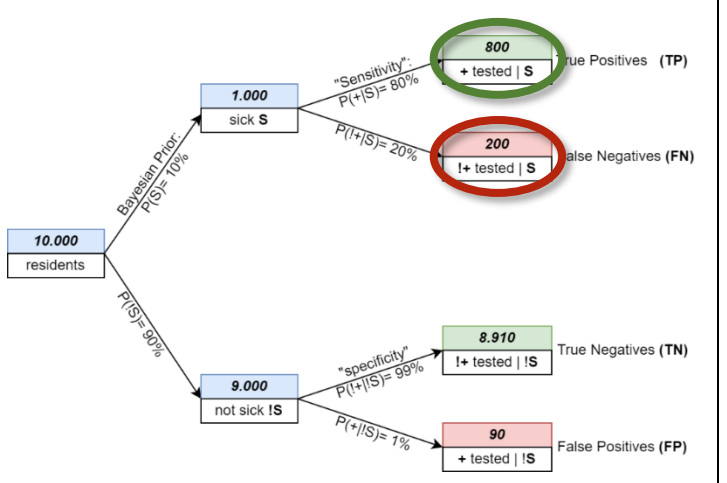 800
+ tested | S
True Positives (TP)
"Sensitivity":
P(+|S)= 80%
1.000
sick S
P(!+|S)= 20%
200
!+ tested | S
False Negatives (FN)
Bayesian Prior:
P(S)= 10%
10.000
residents
P(!S)= 90%
8.910
!+ tested | !S
True Negatives (TN)
"specificity"
P(!+|!S)= 99%
9.000
not sick !S
P(+|!S)= 1%
90
+ tested | !S
False Positives (FP)